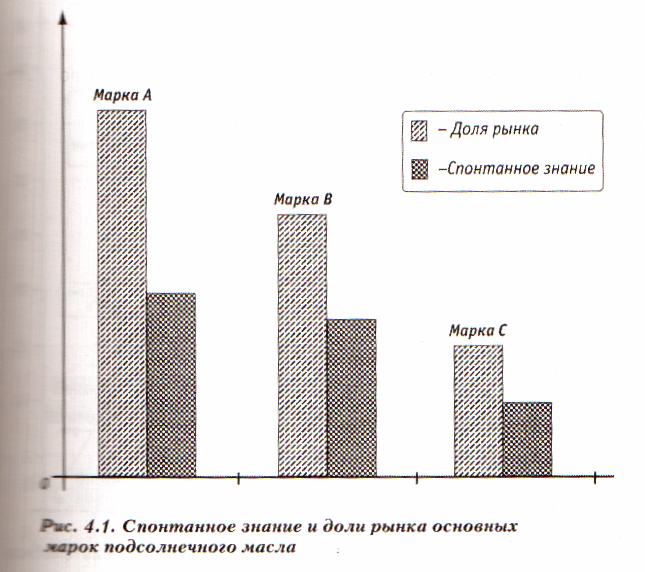 Марка А
– Доля рынка
–Спонтанное знание
Марка В
Марка С
0
Рис. 4.1. Спонтанное знание и доли рынка основных
марок подсолнечного масла